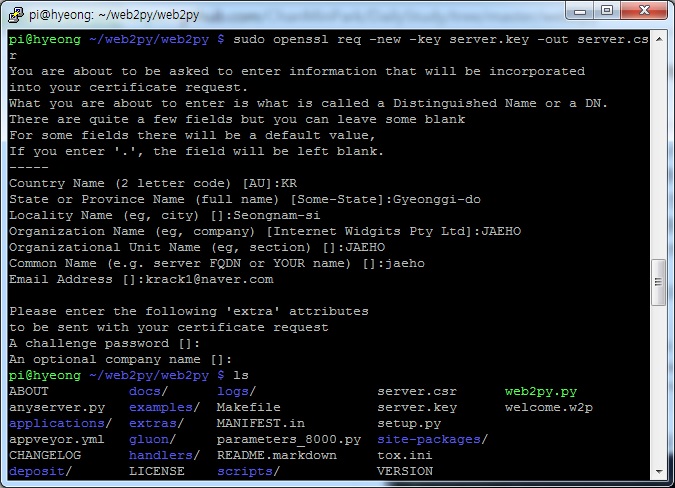 pi@hyeong: ~/web2py/web2py
pi@hyeong ~/web2py/web2py $ sudo openssl req -new -key server.key -out server.cs
r
You are about to be asked to enter information that will be incorporated
into your certificate request.
What you are about to enter is what is called a Distinguished Name or a DN.
There are quite a few fields but you can leave some blank
For some fields there will be a default value,
If you enter '.', the field will be left blank.
-----
Country Name (2 letter code) [AU]:KR
State or Province Name (full name) [Some-State]:Gyeonggi-do
Locality Name (eg, city) []:Seongnam-si
Organization Name (eg, company) [Internet Widgits Pty Ltd]:JAEHO
Organizational Unit Name (eg, section) []:JAEHO
Common Name (e.g. server FQDN or YOUR name) []:jaeho
Email Address []:krack1@naver.com

Please enter the following 'extra' attributes
to be sent with your certificate request
A challenge password []:
An optional company name []:
pi@hyeong ~/web2py/web2py $ ls
ABOUT docs/ logs/ server.csr web2py.py
anyserver.py examples/ Makefile server.key welcome.w2p
applications/ extras/ MANIFEST.in setup.py
appveyor.yml gluon/ parameters_8000.py site-packages/
CHANGELOG handlers/ README.markdown tox.ini
deposit/ LICENSE scripts/ VERSION